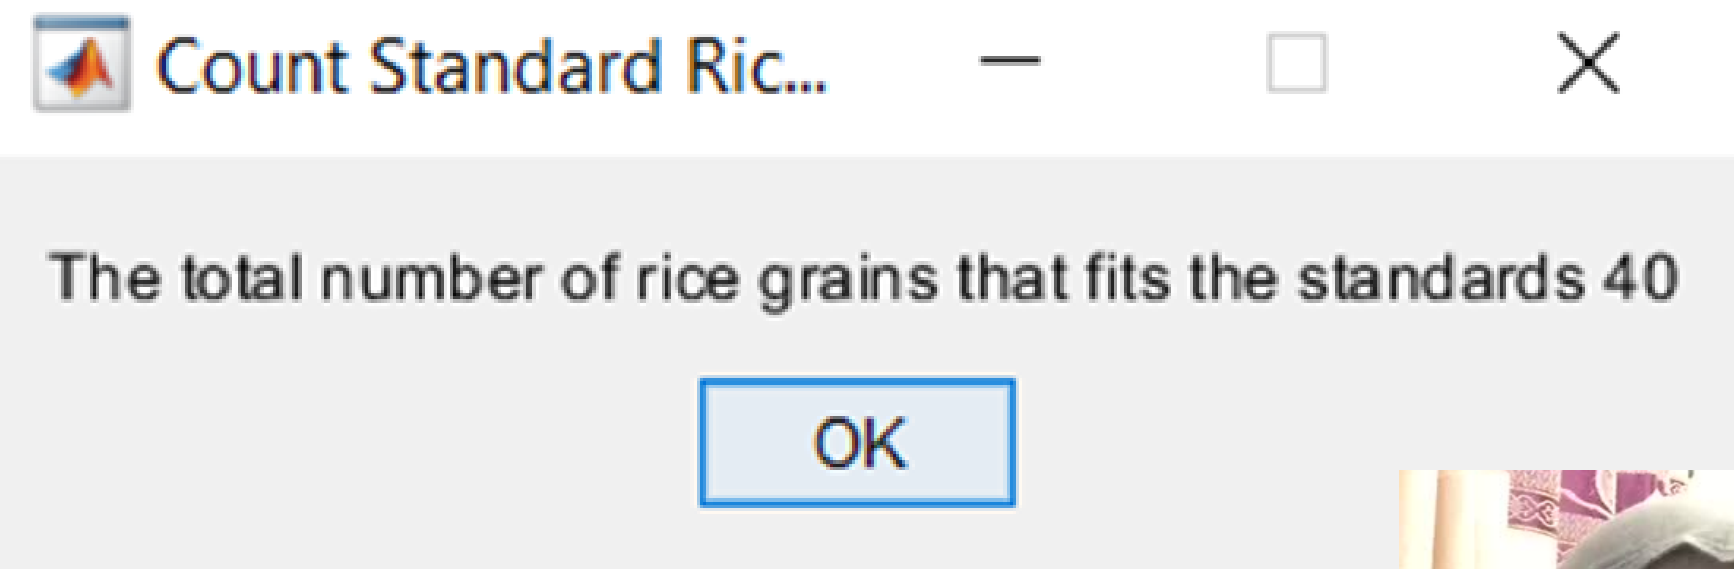 Count Standard Ric...
The total number of rice grains that fits the standards 40
OK